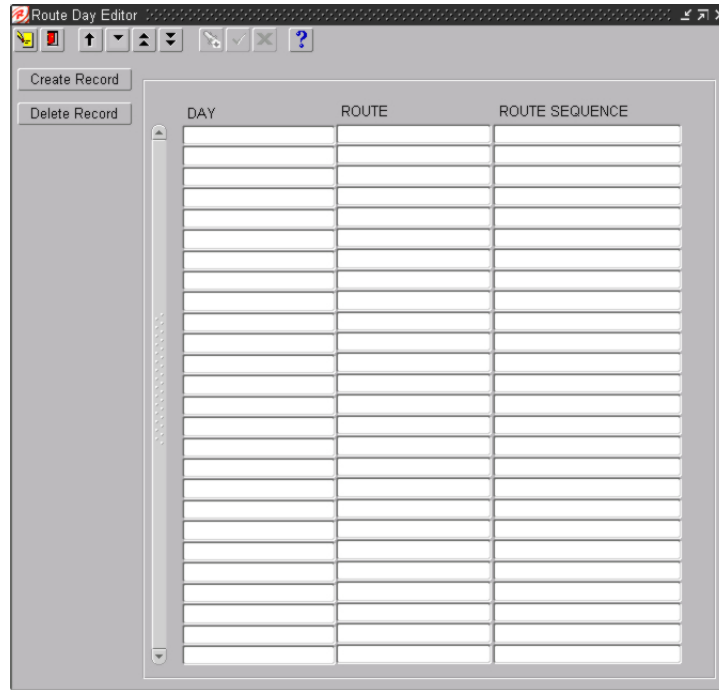 Route Day Editor
?
Create Record
Delete Record
DAY ROUTE ROUTE SEQUENCE